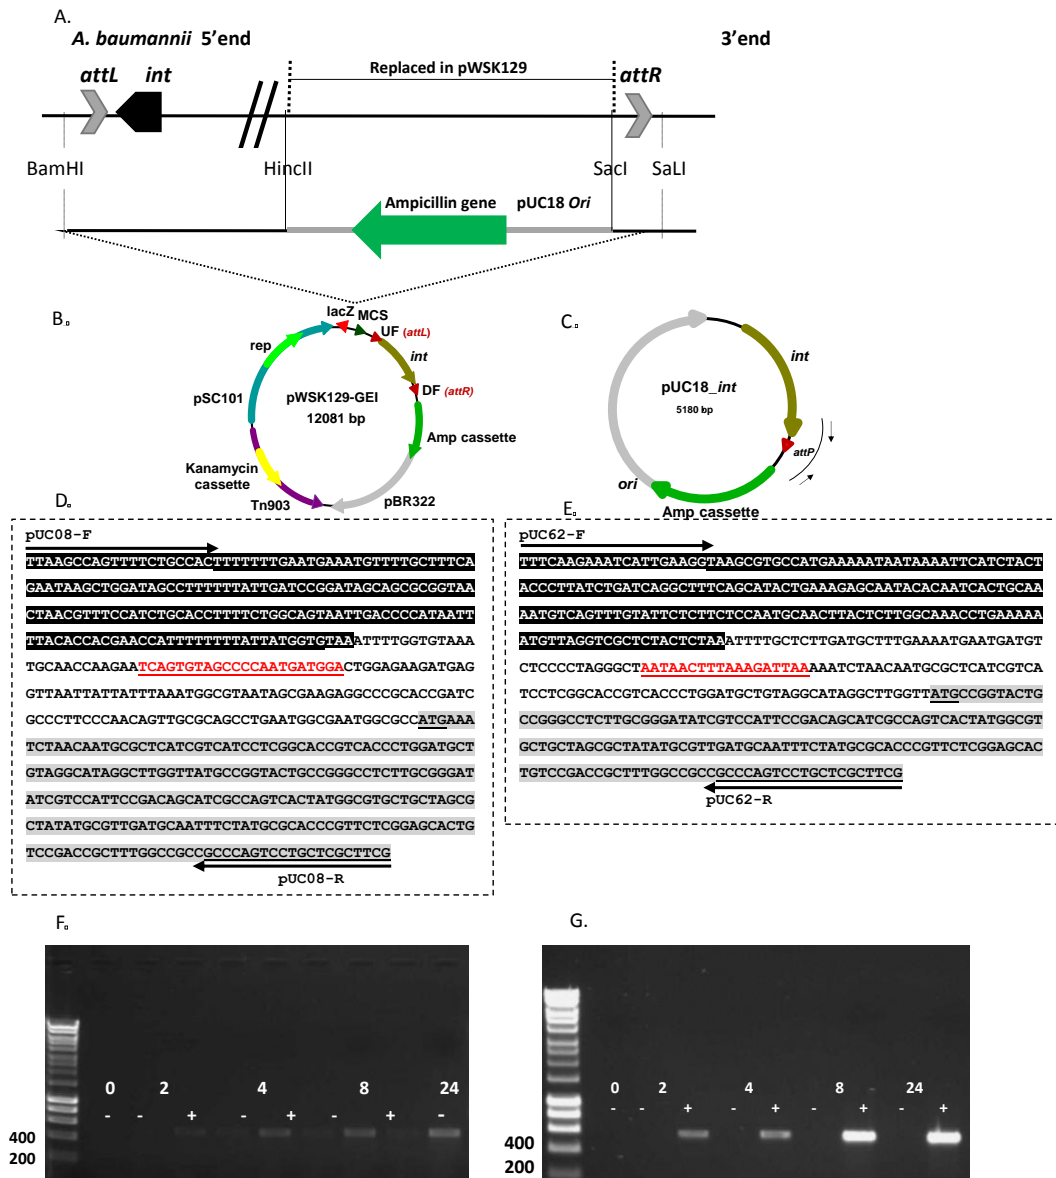 A.
A. baumannii 5'end
3'end
Replaced in pWSK129
attL
int
attR
BamHI
HincII
SacI
SaLI
Ampicillin gene
pUC18 Ori
B.
lacZ
MCS
UF (attL)
int
DF (attR)
rep
pSC101
pWSK129-GEI
12081 bp
Amp cassette
Kanamycin
cassette
Tn903
pBR322
C.
int
pUC18_int
5180 bp
attP
ori
Amp cassette
D.
pUC08-F
TTAAGCCAGTTTTCTGCCACTTTTTTTGAATGAAATGTTTTGCTTTCA
GAATAAGCTGGATAGCCTTTTTTATTGATCCGGATAGCAGCGCGGTAA
CTAACGTTTCCATCTGCACCTTTTCTGGCAGTAATTGACCCCATAATT
TTACACCACGAACCATTTTTTTTTATTATGGTGTAAATTTTGGTGTAAA
TGCAACCAAGAATCAGTGTAGCCCCAATGATGGACTGGAGAAGATGAG
GTTAATTATTATTTAAATGGCGTAATAGCGAAGAGGCCCGCACCGATC
GCCCTTCCCAACAGTTGCGCAGCCTGAATGGCGAATGGCGCCATGAAA
TCTAACAATGCGCTCATCGTCATCCTCGGCACCGTCACCCTGGATGCT
GTAGGCATAGGCTTGGTTATGCCGGTACTGCCGGGCCTCTTGCGGGAT
ATCGTCCATTCCGACAGCATCGCCAGTCACTATGGCGTGCTGCTAGCG
CTATATGCGTTGATGCAATTTCTATGCGCACCCGTTCTCGGAGCACTG
TCCGACCGCTTTGGCCGCCGCCCAGTCCTGCTCGCTTCG
pUC08-R
E.
pUC62-F
TTTCAAGAAATCATTGAAGGTAAGCGTGCCATGAAAAATAATAAAATTCATCTACT
ACCCTTATCTGATCAGGCTTTCAGCATACTGAAAGAGCAATACACAATCACTGCAA
AATGTCAGTTTGTATTCTCTTCTCCAATGCAACTTACTCTTGGCAAACCTGAAAAA
ATGTTAGGTCGCTCTACTCTAAATTTTGCTCTTGATGCTTTGAAAATGAATGATGT
CTCCCCTAGGGCTAATAACTTTAAAGATTAAAAATCTAACAATGCGCTCATCGTCA
TCCTCGGCACCGTCACCCTGGATGCTGTAGGCATAGGCTTGGTTATGCCGGTACTG
CCGGGCCTCTTGCGGGATATCGTCCATTCCGACAGCATCGCCAGTCACTATGGCGT
GCTGCTAGCGCTATATGCGTTGATGCAATTTCTATGCGCACCCGTTCTCGGAGCAC
TGTCCGACCGCTTTGGCCGCCGCCCAGTCCTGCTCGCTTCG
pUC62-R
F.
0 2 4 8 24
- - + - + - + -
400
200
G.
0 2 4 8 24
- - + - + - + - +
400
200